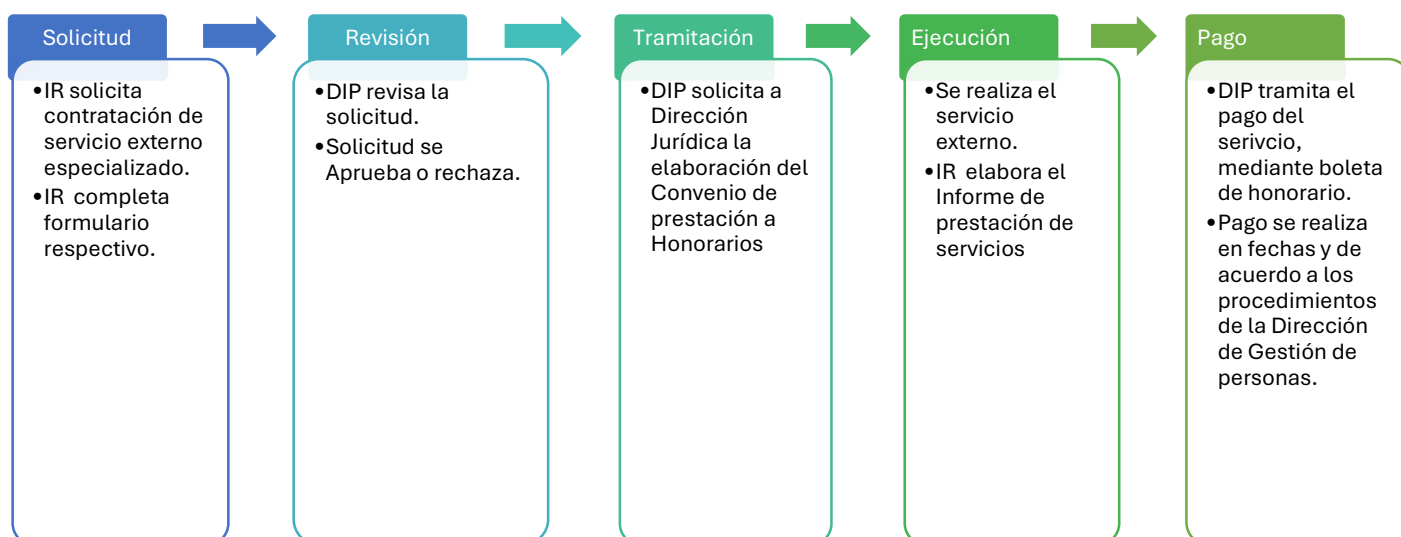 Solicitud
•IR solicita
contratación de
servicio externo
especializado.
•IR completa
formulario
respectivo.
Revisión
•DIP revisa la
solicitud.
•Solicitud se
Aprueba o rechaza.
Tramitación
•DIP solicita a
Dirección
Jurídica la
elaboración del
Convenio de
prestación a
Honorarios
Ejecución
•Se realiza el
servicio
externo.
•IR elabora el
Informe de
prestación de
servicios
Pago
•DIP tramita el
pago del
serivcio,
mediante boleta
de honorario.
•Pago se realiza
en fechas y de
acuerdo a los
procedimientos
de la Dirección
de Gestión de
personas.